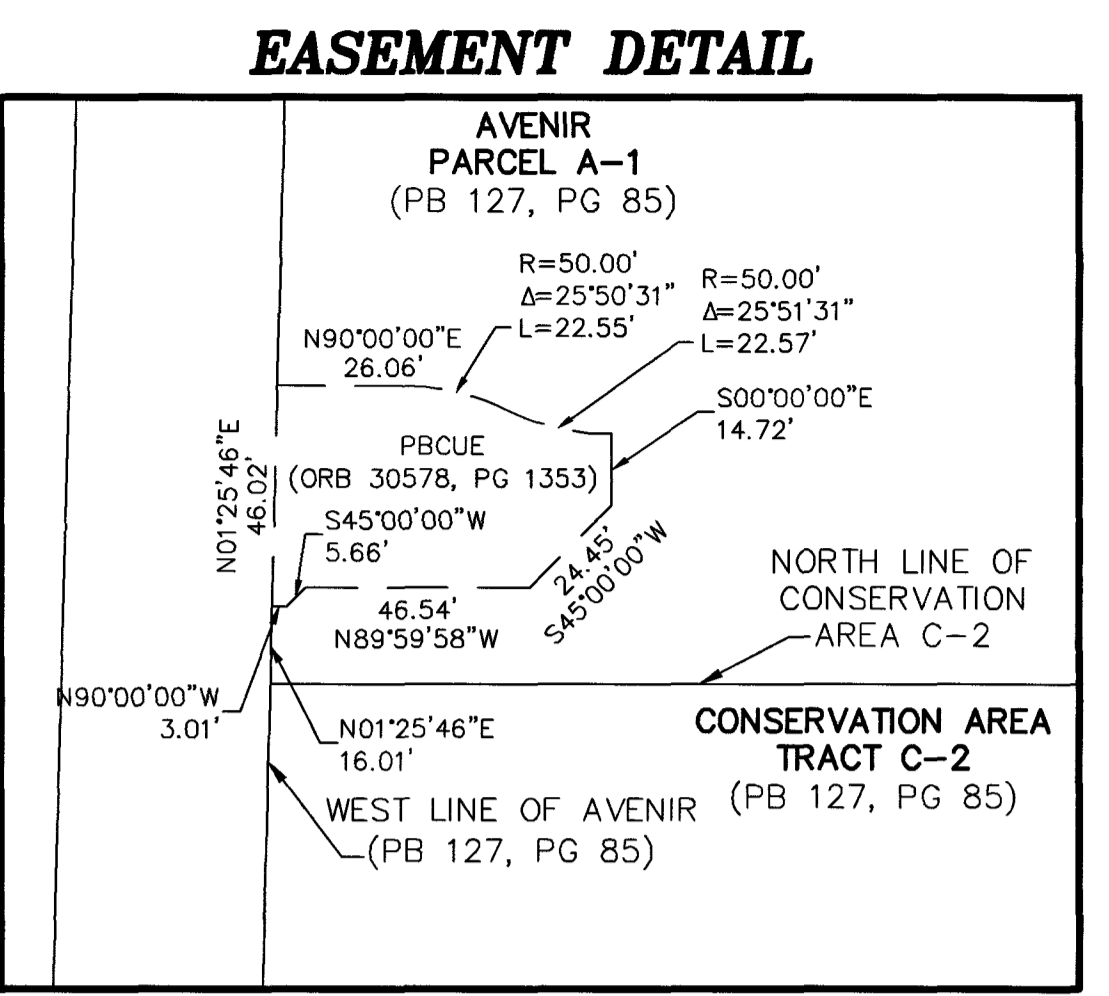 EASEMENT DETAIL
AVENIR
PARCEL A-1
(PB 127, PG 85)
R=50.00'
Δ=25°50'31"
L=22.55'
R=50.00'
Δ=25°51'31"
L=22.57'
N90°00'00"E
26.06'
S00°00'00"E
14.72'
N01°25'46"E
46.02'
PBCUE
(ORB 30578, PG 1353)
S45°00'00"W
5.66'
24.45'
S45°00'00"W
46.54'
N89°59'58"W
NORTH LINE OF
CONSERVATION
AREA C-2
N90°00'00"W
3.01'
N01°25'46"E
16.01'
CONSERVATION AREA
TRACT C-2
(PB 127, PG 85)
WEST LINE OF AVENIR
(PB 127, PG 85)